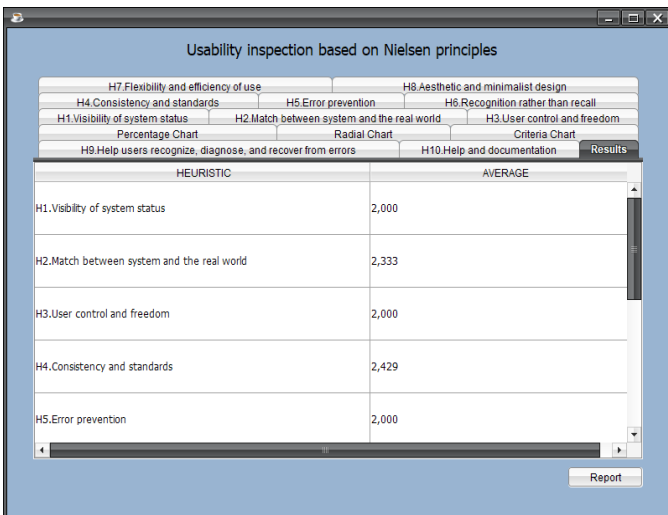 Usability inspection based on Nielsen principles
H7.Flexibility and efficiency of use H8.Aesthetic and minimalist design
H4.Consistency and standards H5.Error prevention H6.Recognition rather than recall
H1.Visibility of system status H2.Match between system and the real world H3.User control and freedom
Percentage Chart Radial Chart Criteria Chart
H9.Help users recognize, diagnose, and recover from errors H10.Help and documentation Results
HEURISTIC AVERAGE
H1.Visibility of system status 2,000
H2.Match between system and the real world 2,333
H3.User control and freedom 2,000
H4.Consistency and standards 2,429
H5.Error prevention 2,000
Report